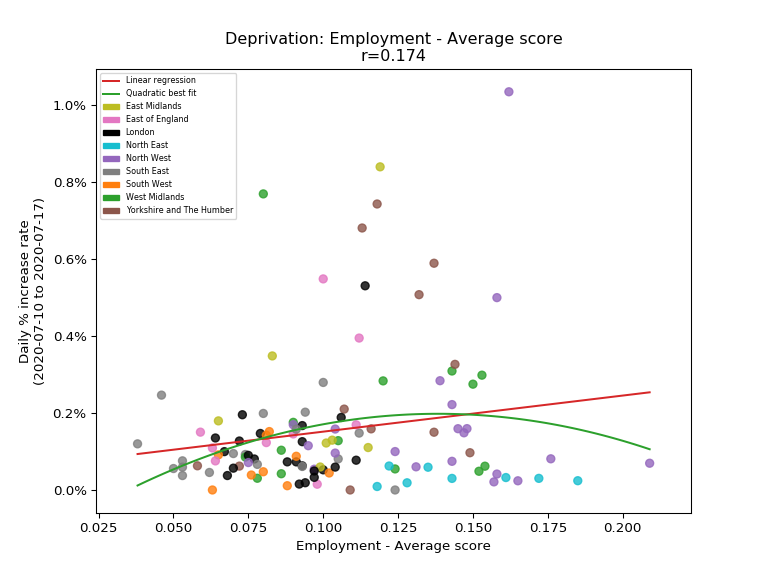 Deprivation: Employment - Average score
r=0.174
Linear regression
Quadratic best fit
East Midlands
East of England
London
North East
North West
South East
South West
West Midlands
Yorkshire and The Humber
1.0%
0.8%
0.6%
0.4%
0.2%
0.0%
Daily % increase rate
(2020-07-10 to 2020-07-17)
0.025
0.050
0.075
0.100
0.125
0.150
0.175
0.200
Employment - Average score